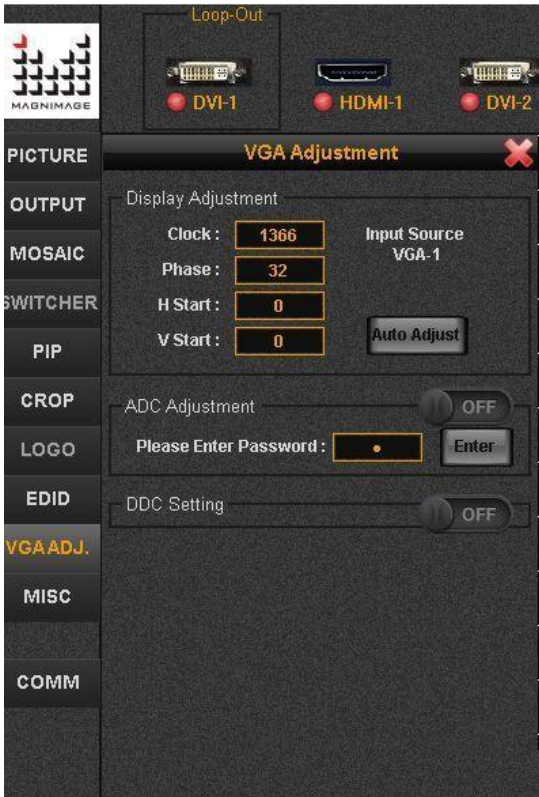 Loop-Out
MAGNIMAGE
DVI-1
HDMI-1
DVI-2
PICTURE
OUTPUT
MOSAIC
SWITCHER
PIP
CROP
LOGO
EDID
VGA ADJ.
MISC
COMM
VGA Adjustment
Display Adjustment
Clock : 1366
Phase : 32
H Start : 0
V Start : 0
Input Source
VGA-1
Auto Adjust
ADC Adjustment
OFF
Please Enter Password :
Enter
DDC Setting
OFF